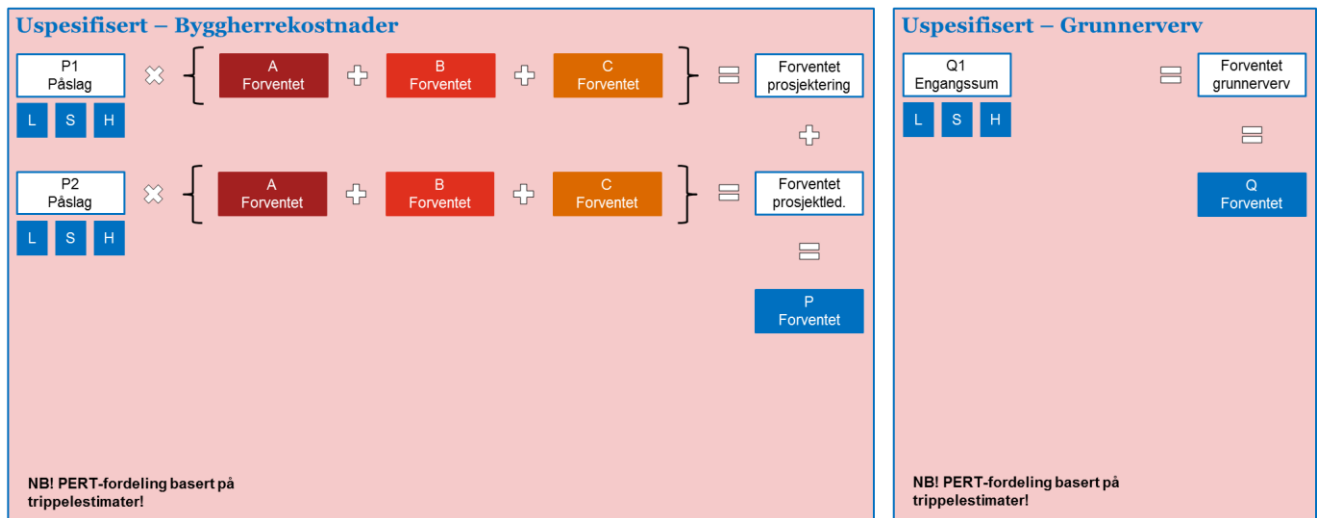 Uspesifisert – Byggherrekostnader
P1
Påslag
A
Forventet
B
Forventet
C
Forventet
Forventet
prosjektering
L S H
P2
Påslag
A
Forventet
B
Forventet
C
Forventet
Forventet
prosjektled.
L S H
P
Forventet
NB! PERT-fordeling basert på
trippelestimater!
Uspesifisert – Grunnerverv
Q1
Engangssum
Forventet
grunnerverv
L S H
Q
Forventet
NB! PERT-fordeling basert på
trippelestimater!